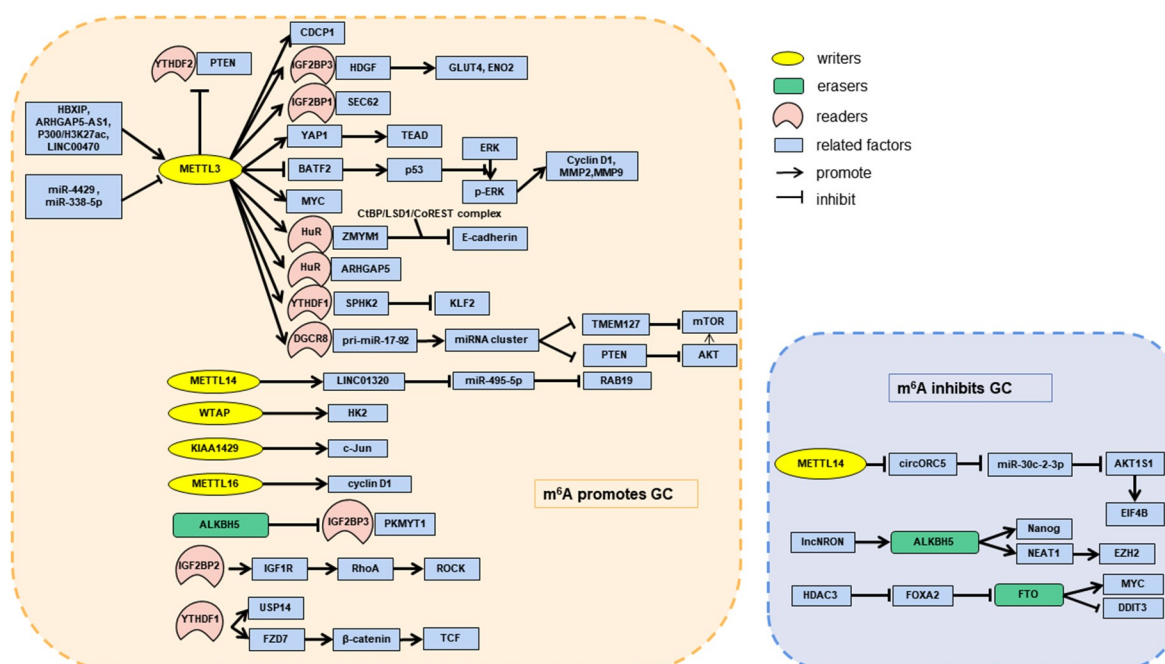 CDCP1
YTHDF2
PTEN
IGF2BP3
HDGF
GLUT4, ENO2
IGF2BP1
SEC62
HBXIP,
ARHGAP5-AS1,
P300/H3K27ac,
LINC00470
YAP1
TEAD
ERK
METTL3
BATF2
p53
Cyclin D1,
MMP2,MMP9
p-ERK
miR-4429 ,
miR-338-5p
MYC
CtBP/LSD1/CoREST complex
HuR
ZMYM1
E-cadherin
HuR
ARHGAP5
YTHDF1
SPHK2
KLF2
DGCR8
pri-miR-17-92
miRNA cluster
TMEM127
mTOR
PTEN
AKT
METTL14
LINC01320
miR-495-5p
RAB19
WTAP
HK2
KIAA1429
c-Jun
METTL16
cyclin D1
m⁶A promotes GC
ALKBH5
IGF2BP3
PKMYT1
IGF2BP2
IGF1R
RhoA
ROCK
YTHDF1
USP14
FZD7
β-catenin
TCF
writers
erasers
readers
related factors
promote
inhibit
m⁶A inhibits GC
METTL14
circORC5
miR-30c-2-3p
AKT1S1
EIF4B
lncNRON
ALKBH5
Nanog
NEAT1
EZH2
HDAC3
FOXA2
FTO
MYC
DDIT3